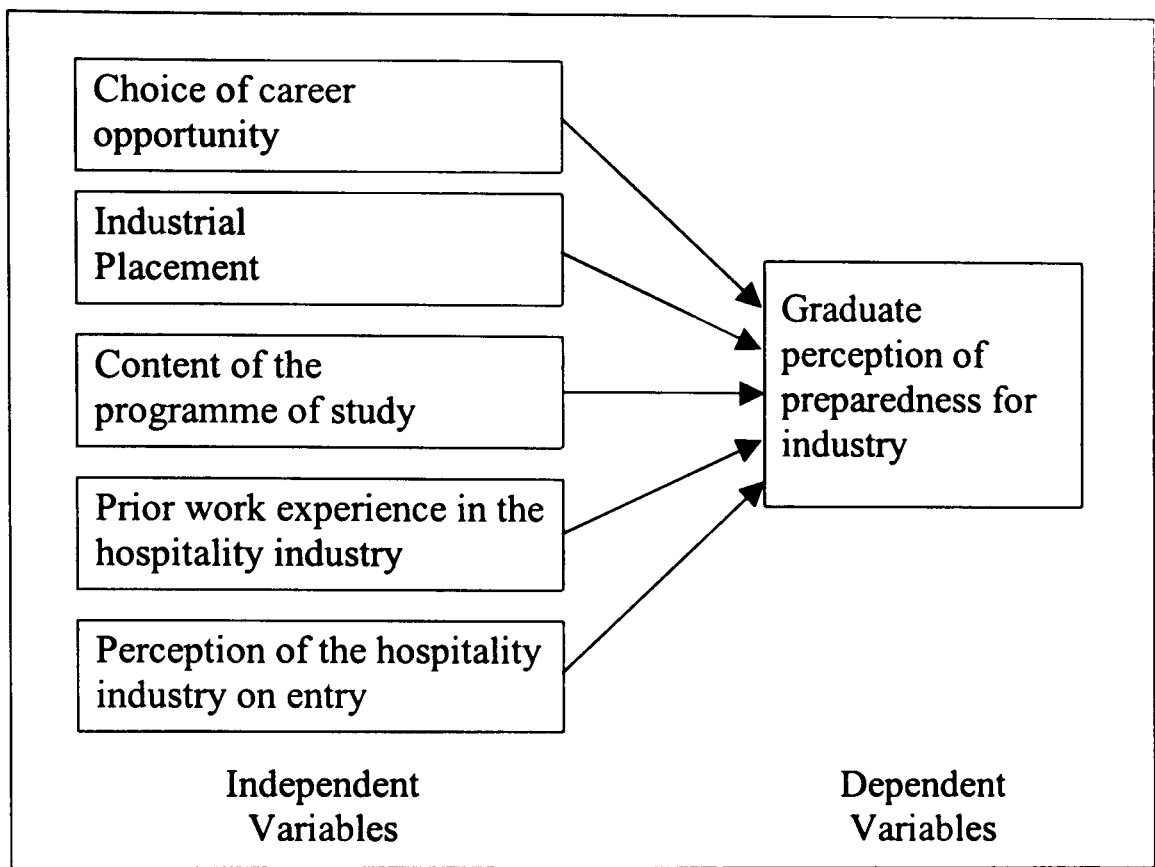 Choice of career
opportunity
Industrial
Placement
Content of the
programme of study
Prior work experience in the
hospitality industry
Perception of the hospitality
industry on entry
Graduate
perception of
preparedness for
industry
Independent
Variables
Dependent
Variables